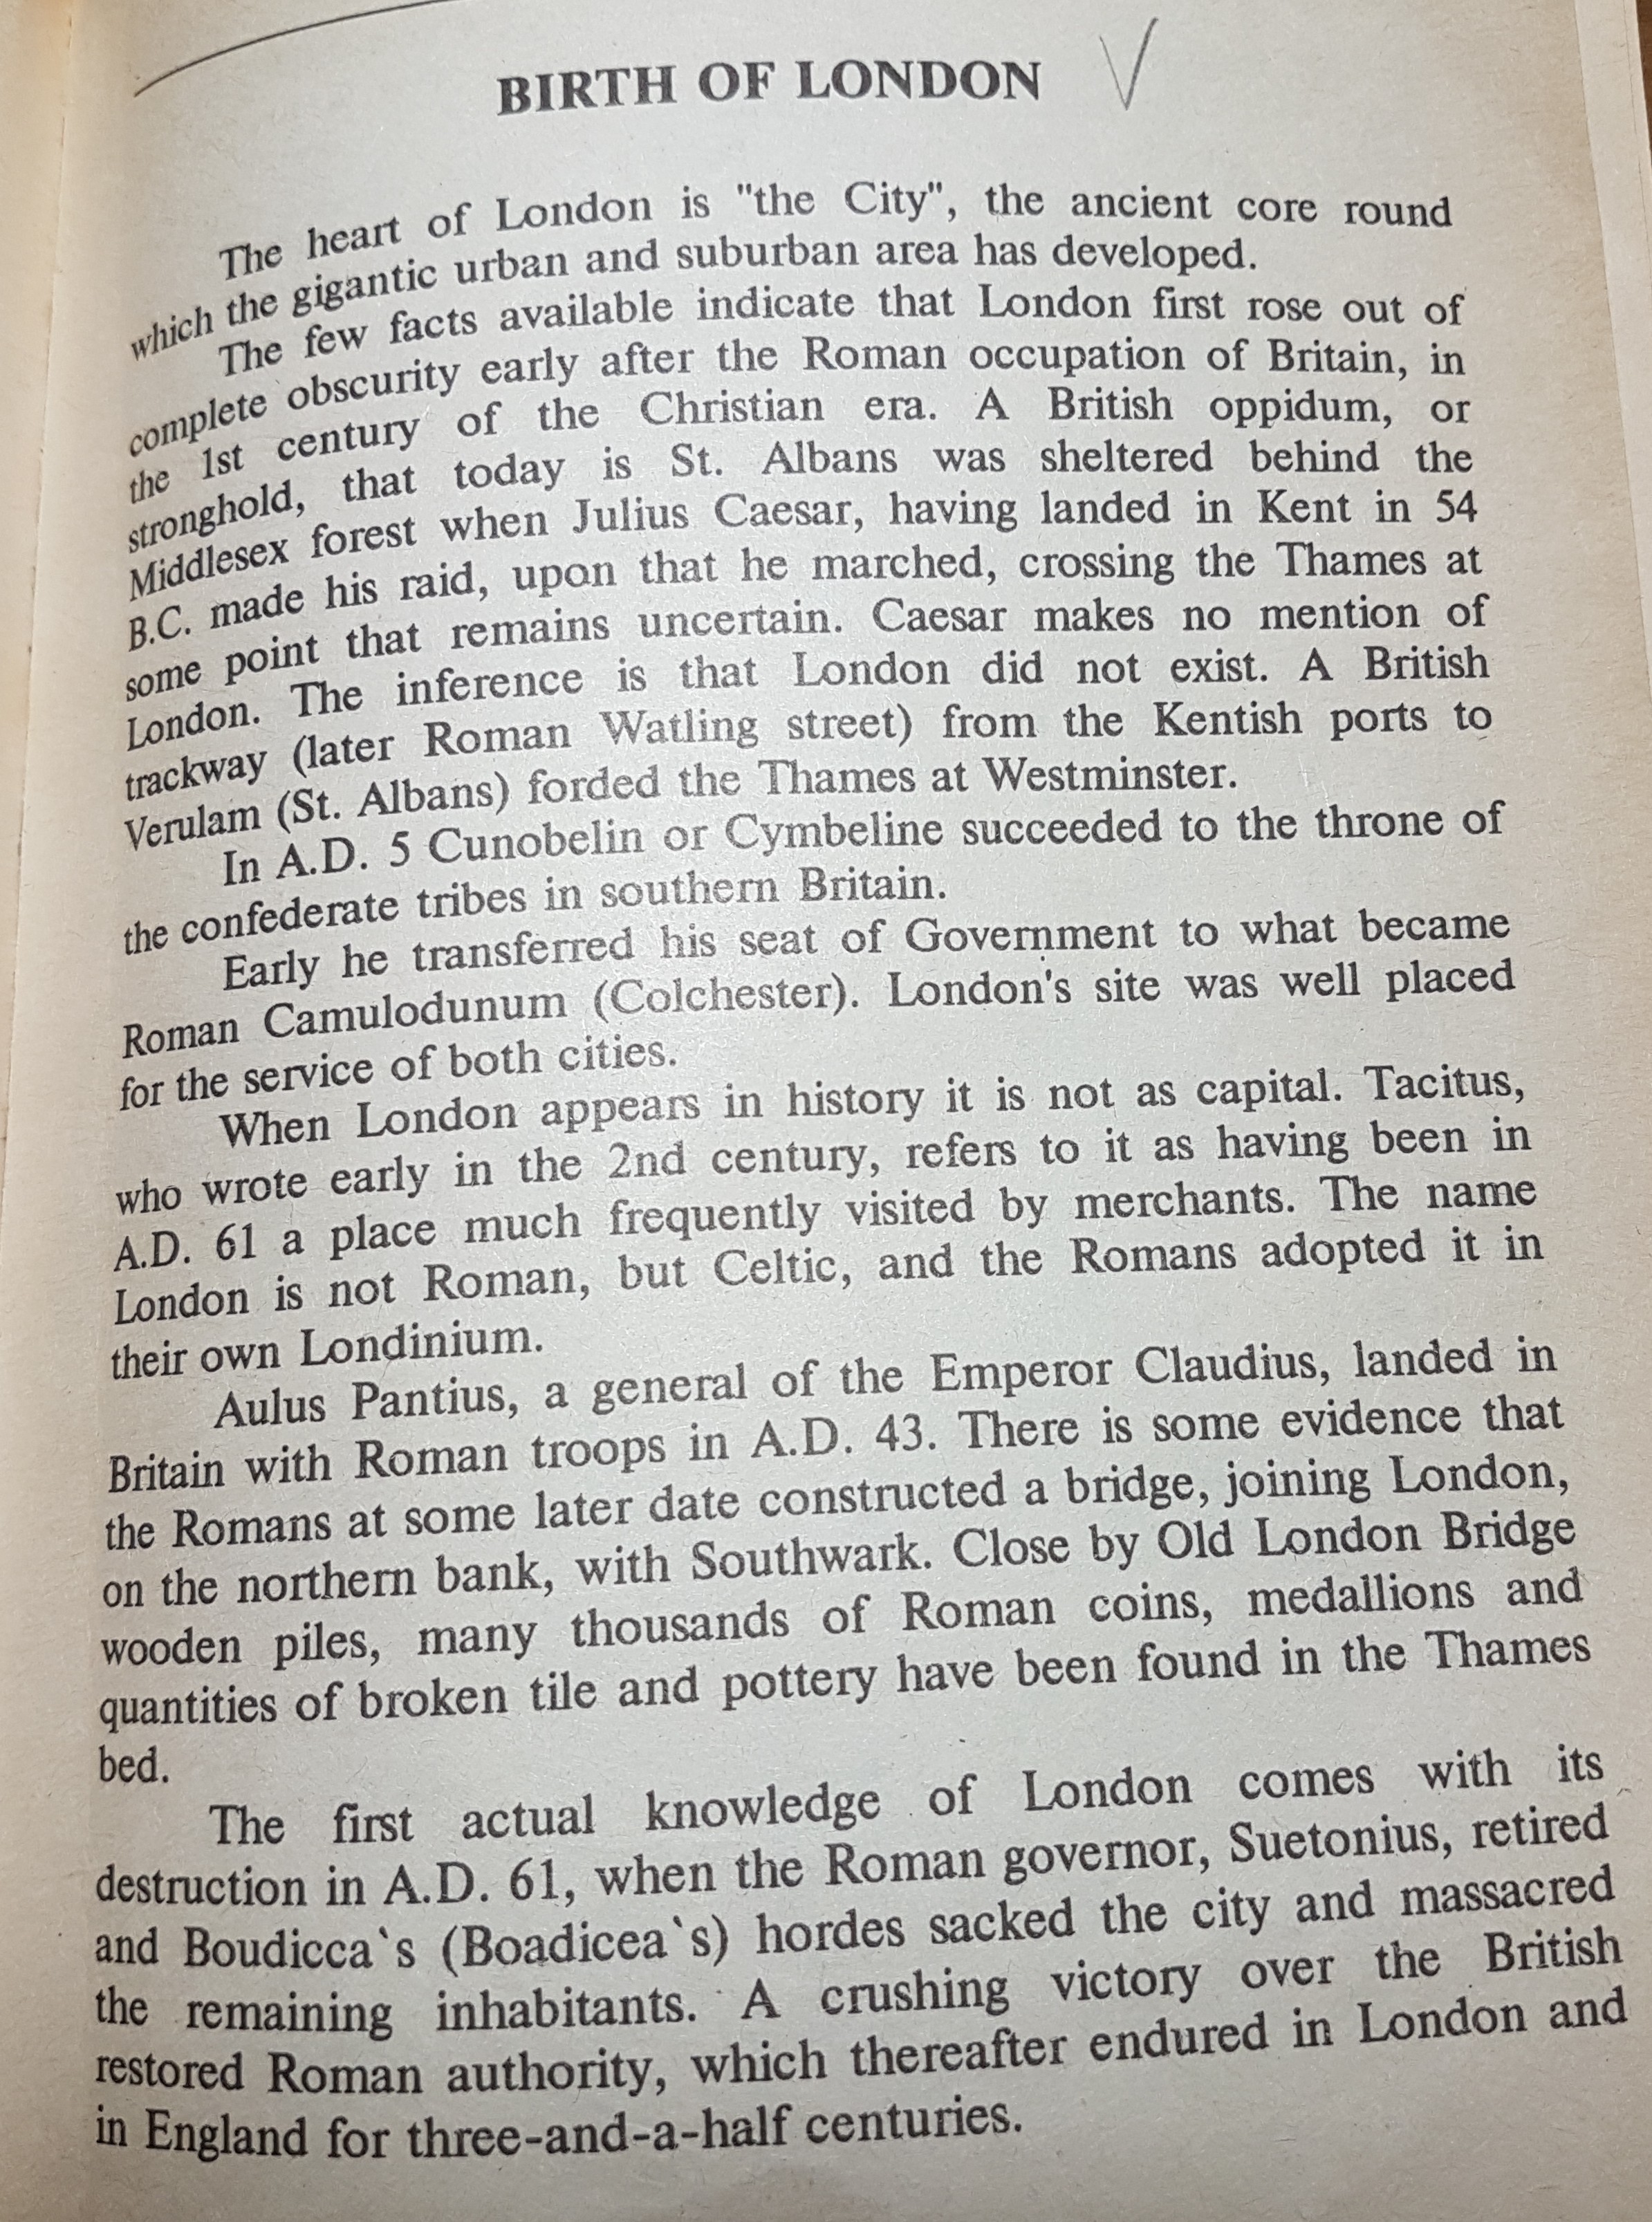 BIRTH OF LONDON
The heart of London is "the City", the ancient core round
which the gigantic urban and suburban area has developed.
The few facts available indicate that London first rose out of
complete obscurity early after the Roman occupation of Britain, in
the 1st century of the Christian era. A British oppidum, or
stronghold, that today is St. Albans was sheltered behind the
Middlesex forest when Julius Caesar, having landed in Kent in 54
B.C. made his raid, upon that he marched, crossing the Thames at
some point that remains uncertain. Caesar makes no mention of
London. The inference is that London did not exist. A British
trackway (later Roman Watling street) from the Kentish ports to
Verulam (St. Albans) forded the Thames at Westminster.
In A.D. 5 Cunobelin or Cymbeline succeeded to the throne of
the confederate tribes in southern Britain.
Early he transferred his seat of Government to what became
Roman Camulodunum (Colchester). London's site was well placed
for the service of both cities.
When London appears in history it is not as capital. Tacitus,
who wrote early in the 2nd century, refers to it as having been in
A.D. 61 a place much frequently visited by merchants. The name
London is not Roman, but Celtic, and the Romans adopted it in
their own Londinium.
Aulus Pantius, a general of the Emperor Claudius, landed in
Britain with Roman troops in A.D. 43. There is some evidence that
the Romans at some later date constructed a bridge, joining London,
on the northern bank, with Southwark. Close by Old London Bridge
wooden piles, many thousands of Roman coins, medallions and
quantities of broken tile and pottery have been found in the Thames
bed.
The first actual knowledge of London comes with its
destruction in A.D. 61, when the Roman governor, Suetonius, retired
and Boudicca`s (Boadicea`s) hordes sacked the city and massacred
the remaining inhabitants. A crushing victory over the British
restored Roman authority, which thereafter endured in London and
in England for three-and-a-half centuries.